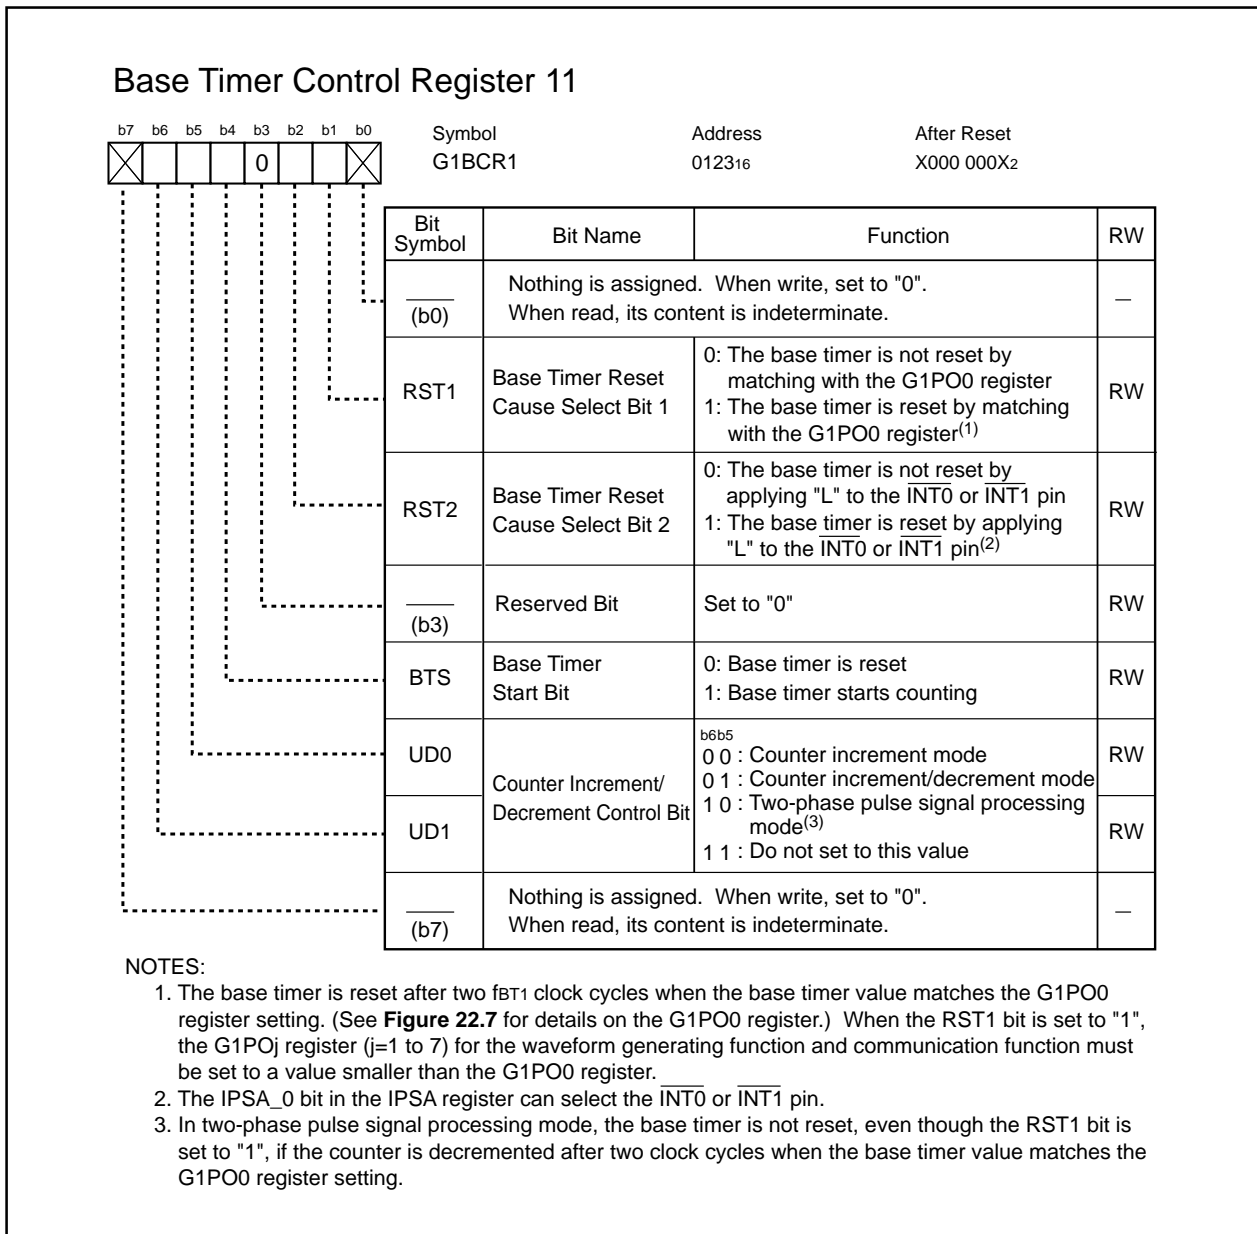 Base Timer Control Register 11
b7 b6 b5 b4 b3 b2 b1 b0
0
Symbol Address After Reset
G1BCR1 012316 X000 000X2
Bit Symbol Bit Name Function RW
(b0)
Nothing is assigned. When write, set to "0".
When read, its content is indeterminate.
–
RST1
Base Timer Reset
Cause Select Bit 1
0: The base timer is not reset by
matching with the G1PO0 register
1: The base timer is reset by matching
with the G1PO0 register(1)
RW
RST2
Base Timer Reset
Cause Select Bit 2
0: The base timer is not reset by
applying "L" to the INT0 or INT1 pin
1: The base timer is reset by applying
"L" to the INT0 or INT1 pin(2)
RW
(b3)
Reserved Bit
Set to "0"
RW
BTS
Base Timer
Start Bit
0: Base timer is reset
1: Base timer starts counting
RW
UD0
UD1
Counter Increment/
Decrement Control Bit
b6b5
0 0 : Counter increment mode
0 1 : Counter increment/decrement mode
1 0 : Two-phase pulse signal processing
mode(3)
1 1 : Do not set to this value
RW
RW
(b7)
Nothing is assigned. When write, set to "0".
When read, its content is indeterminate.
–
NOTES:
1. The base timer is reset after two fBT1 clock cycles when the base timer value matches the G1PO0
register setting. (See Figure 22.7 for details on the G1PO0 register.) When the RST1 bit is set to "1",
the G1POj register (j=1 to 7) for the waveform generating function and communication function must
be set to a value smaller than the G1PO0 register.
2. The IPSA_0 bit in the IPSA register can select the INT0 or INT1 pin.
3. In two-phase pulse signal processing mode, the base timer is not reset, even though the RST1 bit is
set to "1", if the counter is decremented after two clock cycles when the base timer value matches the
G1PO0 register setting.